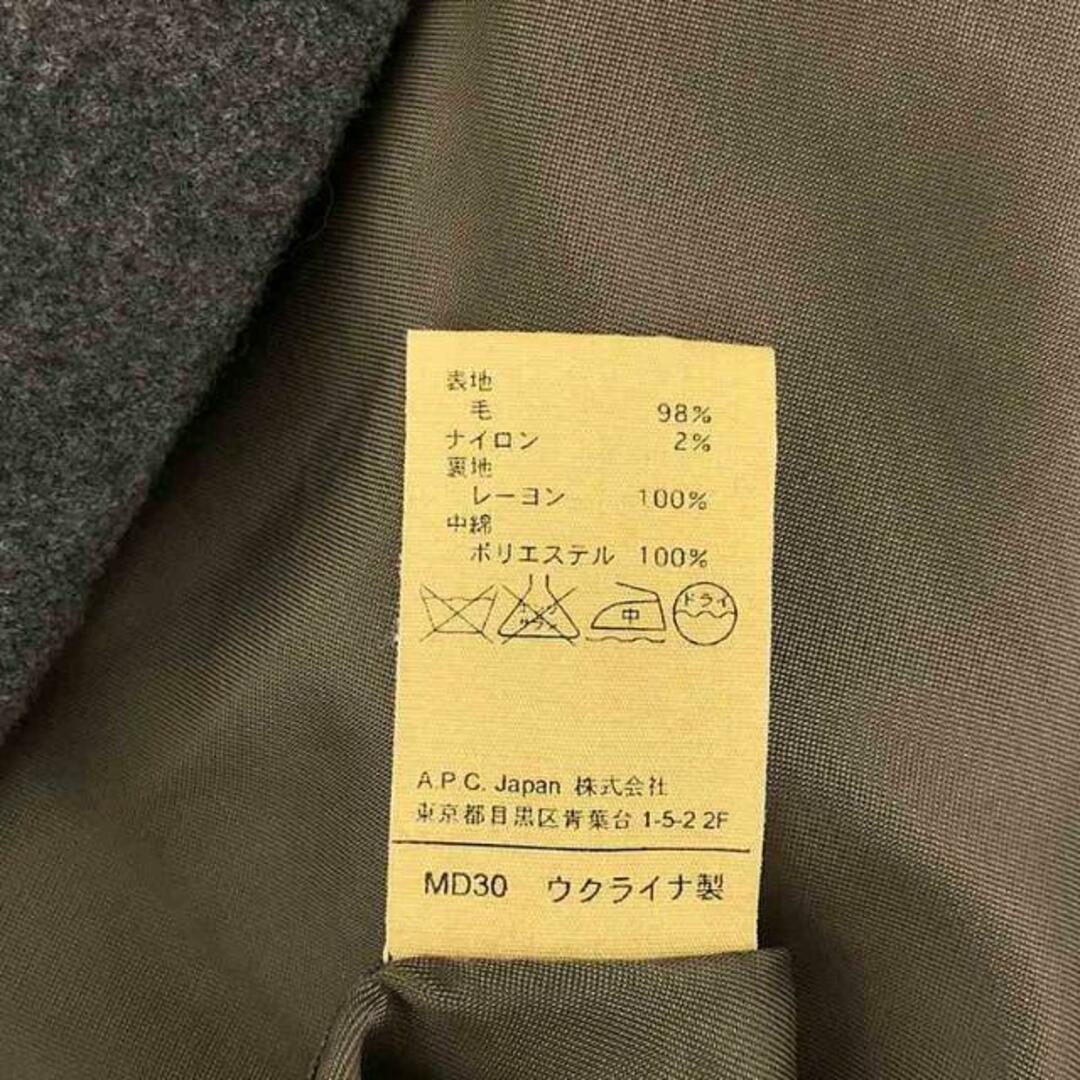 表地
毛 98%
ナイロン 2%
裏地
レーヨン 100%
中綿
ポリエステル 100%
中 ドライ
A.P.C. Japan 株式会社
東京都目黒区青葉台 1-5-2 2F
MD30 ウクライナ製